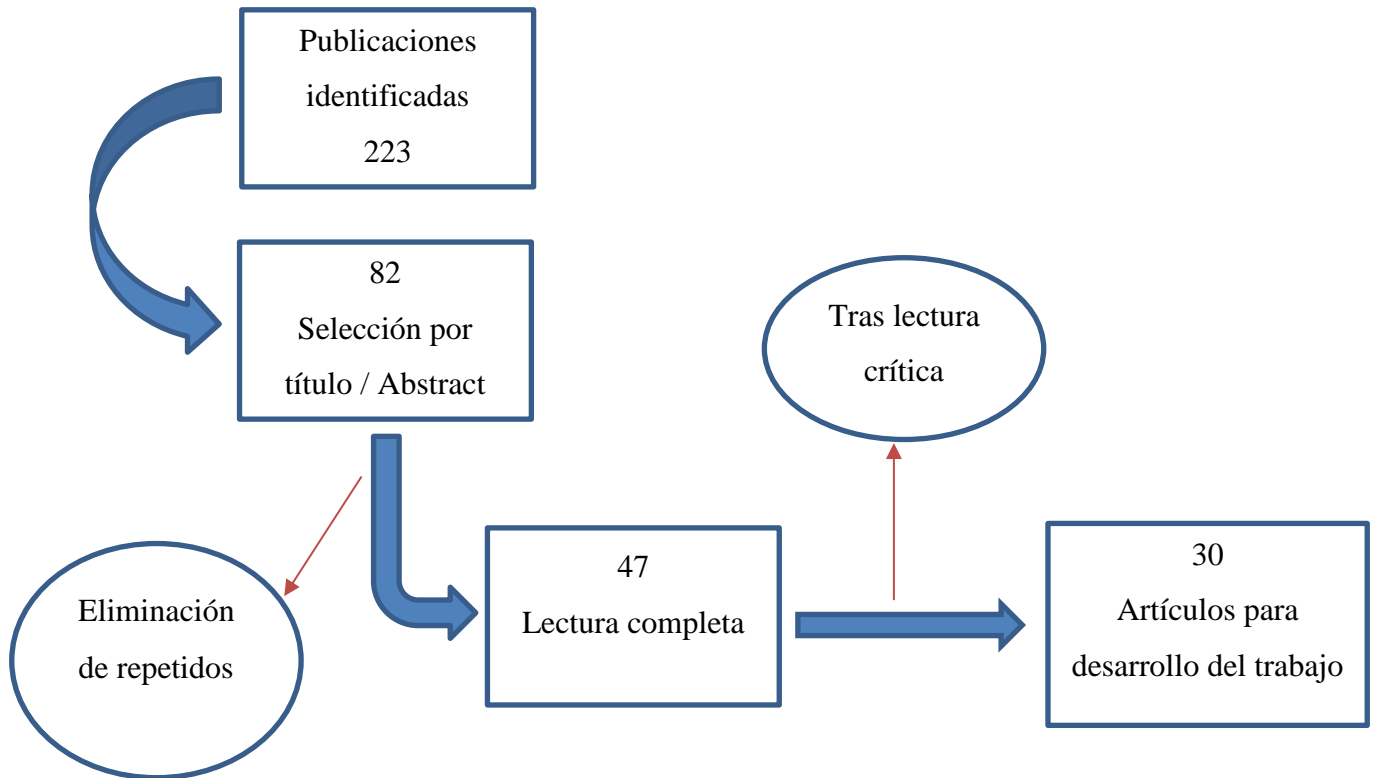 Publicaciones
identificadas
223
82
Selección por
título / Abstract
Tras lectura
crítica
Eliminación
de repetidos
47
Lectura completa
30
Artículos para
desarrollo del trabajo